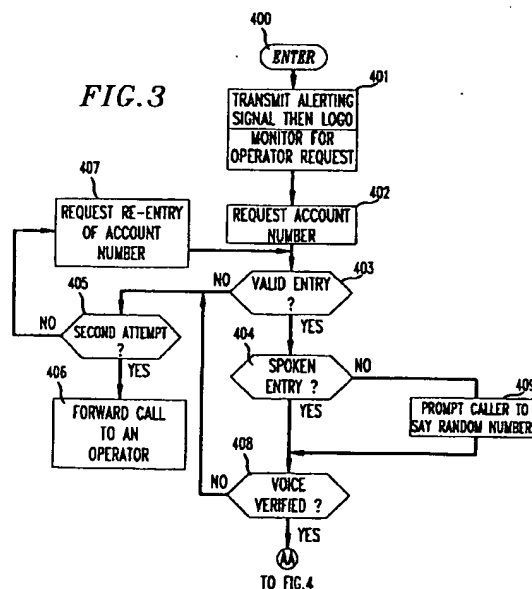 400
ENTER
FIG.3
401
TRANSMIT ALERTING
SIGNAL THEN LOGO
MONITOR FOR
OPERATOR REQUEST
407
REQUEST RE-ENTRY
OF ACCOUNT
NUMBER
402
REQUEST ACCOUNT
NUMBER
403
VALID ENTRY
?
NO
YES
405
SECOND ATTEMPT
?
NO
YES
404
SPOKEN
ENTRY ?
NO
YES
406
FORWARD CALL
TO AN
OPERATOR
409
PROMPT CALLER TO
SAY RANDOM NUMBER
408
VOICE
VERIFIED ?
NO
YES
AA
TO FIG.4